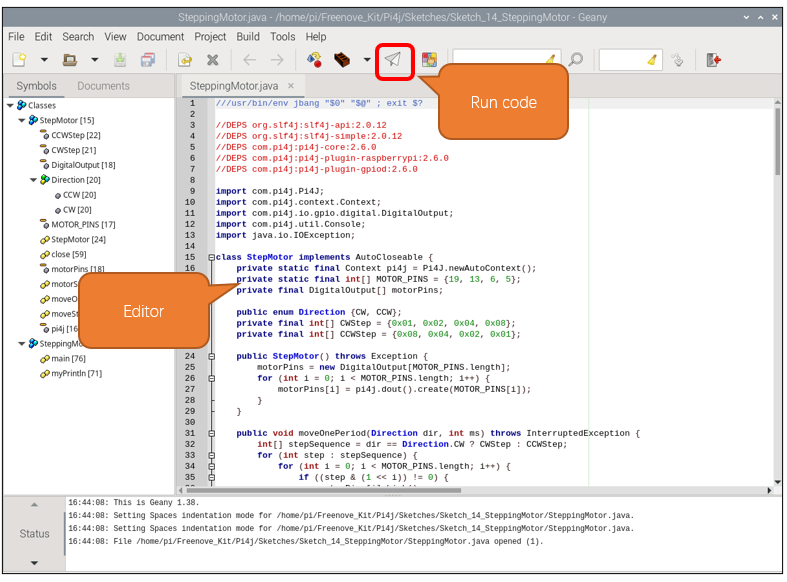 SteppingMotor.java - /home/pi/Freenove_Kit/Pi4j/Sketches/Sketch_14_SteppingMotor - Geany
File Edit Search View Document Project Build Tools Help
Run code
Symbols Documents
SteppingMotor.java ×
Classes
StepMotor [15]
CCWStep [22]
CWStep [21]
DigitalOutput [18]
Direction [20]
CCW [20]
CW [20]
MOTOR_PINS [17]
StepMotor [24]
close [59]
motorPins [18]
motorS
moveO
moveSt
pi4j [16
SteppingMo
main [76]
myPrintln [71]
Editor
1 ///usr/bin/env jbang "$0" "$@" ; exit $?
2
3 //DEPS org.slf4j:slf4j-api:2.0.12
4 //DEPS org.slf4j:slf4j-simple:2.0.12
5 //DEPS com.pi4j:pi4j-core:2.6.0
6 //DEPS com.pi4j:pi4j-plugin-raspberrypi:2.6.0
7 //DEPS com.pi4j:pi4j-plugin-gpiod:2.6.0
8
9 import com.pi4j.Pi4J;
10 import com.pi4j.context.Context;
11 import com.pi4j.io.gpio.digital.DigitalOutput;
12 import com.pi4j.util.Console;
13 import java.io.IOException;
14
15 class StepMotor implements AutoCloseable {
16 private static final Context pi4j = Pi4J.newAutoContext();
private static final int[] MOTOR_PINS = {19, 13, 6, 5};
private final DigitalOutput[] motorPins;
public enum Direction {CW, CCW};
private final int[] CWStep = {0x01, 0x02, 0x04, 0x08};
private final int[] CCWStep = {0x08, 0x04, 0x02, 0x01};
24 public StepMotor() throws Exception {
25 motorPins = new DigitalOutput[MOTOR_PINS.length];
26 for (int i = 0; i < MOTOR_PINS.length; i++) {
27 motorPins[i] = pi4j.dout().create(MOTOR_PINS[i]);
28 }
29 }
30
31 public void moveOnePeriod(Direction dir, int ms) throws InterruptedException {
32 int[] stepSequence = dir == Direction.CW ? CWStep : CCWStep;
33 for (int step : stepSequence) {
34 for (int i = 0; i < MOTOR_PINS.length; i++) {
35 if ((step & (1 << i)) != 0) {
Status
16:44:08: This is Geany 1.38.
16:44:08: Setting Spaces indentation mode for /home/pi/Freenove_Kit/Pi4j/Sketches/Sketch_14_SteppingMotor/SteppingMotor.java.
16:44:08: Setting Spaces indentation mode for /home/pi/Freenove_Kit/Pi4j/Sketches/Sketch_14_SteppingMotor/SteppingMotor.java.
16:44:08: File /home/pi/Freenove_Kit/Pi4j/Sketches/Sketch_14_SteppingMotor/SteppingMotor.java opened (1).